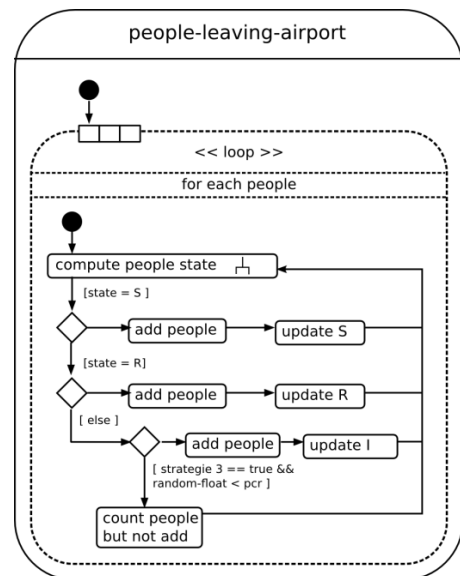 people-leaving-airport
<< loop >>
for each people
compute people state
[state = S ]
add people
update S
[state = R]
add people
update R
[ else ]
add people
update I
[ strategie 3 == true &&
random-float < pcr ]
count people
but not add